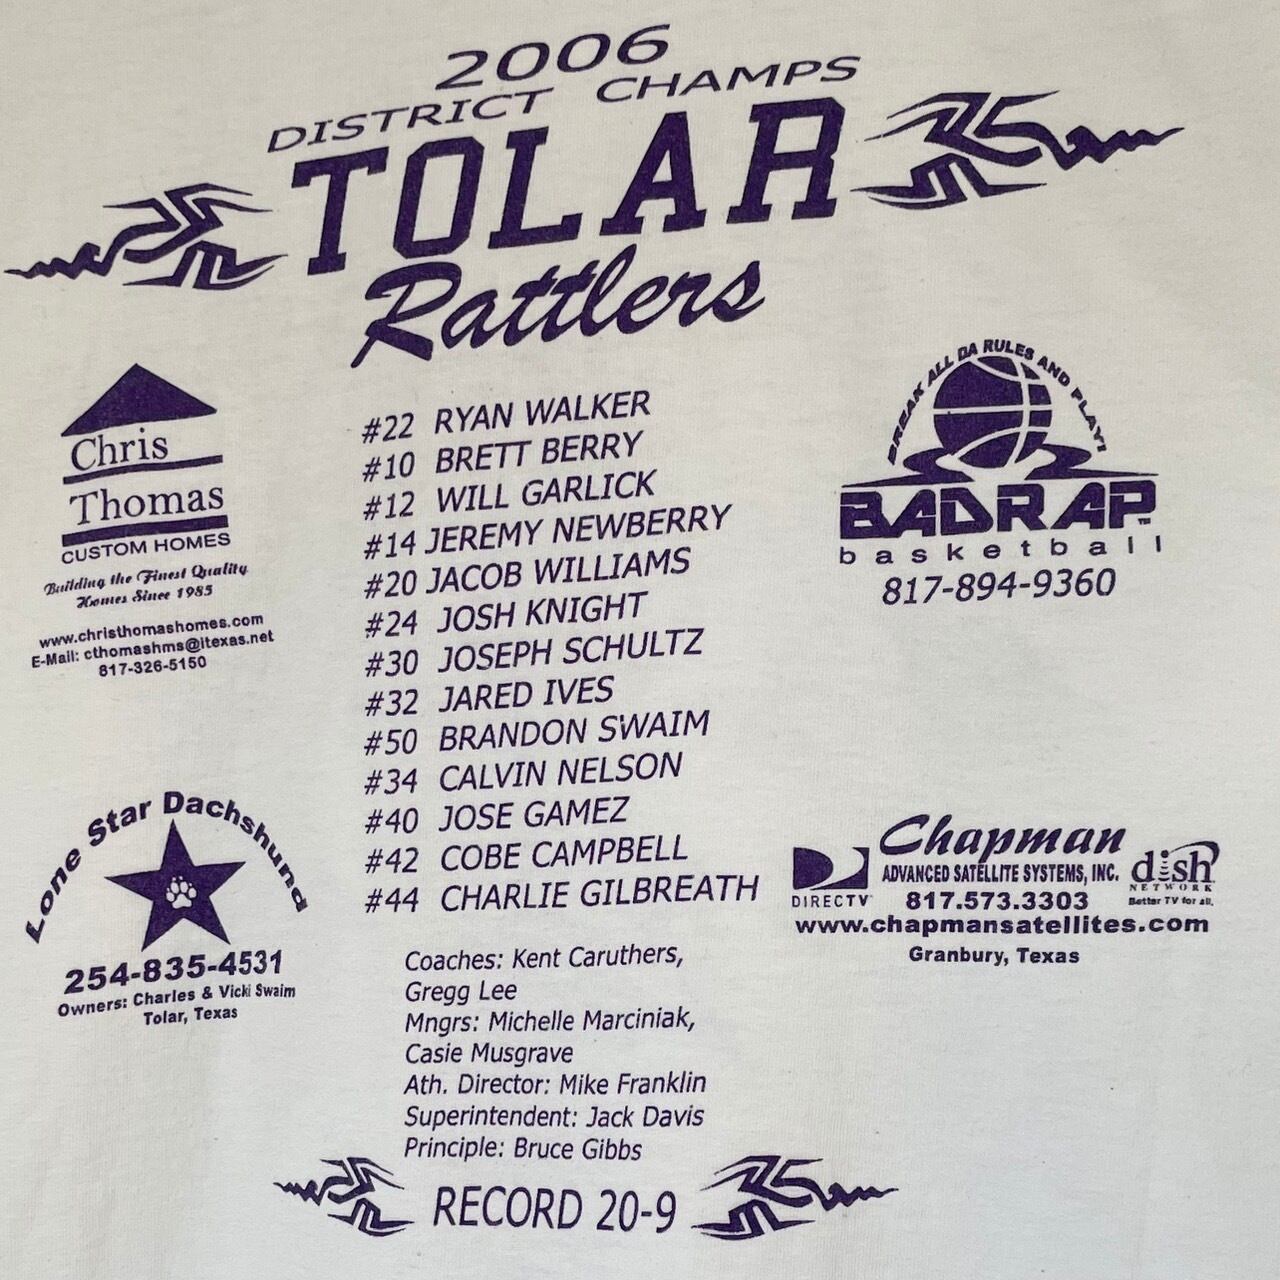 2006
DISTRICT CHAMPS
TOLAR
Rattlers
Chris
Thomas
CUSTOM HOMES
Building the Finest Quality
Homes Since 1985
www.christhomashomes.com
E-Mail: cthomashms@itexas.net
817-326-5150
#22 RYAN WALKER
#10 BRETT BERRY
#12 WILL GARLICK
#14 JEREMY NEWBERRY
#20 JACOB WILLIAMS
#24 JOSH KNIGHT
#30 JOSEPH SCHULTZ
#32 JARED IVES
#50 BRANDON SWAIM
#34 CALVIN NELSON
#40 JOSE GAMEZ
#42 COBE CAMPBELL
#44 CHARLIE GILBREATH
BREAK ALL DA RULES AND PLAY!
BADRAP™
basketball
817-894-9360
Lone Star Dachshund
254-835-4531
Owners: Charles & Vicki Swaim
Tolar, Texas
Chapman
ADVANCED SATELLITE SYSTEMS, INC.
DIRECTV
dish
NETWORK
Better TV for all.
817.573.3303
www.chapmansatellites.com
Granbury, Texas
Coaches: Kent Caruthers,
Gregg Lee
Mngrs: Michelle Marciniak,
Casie Musgrave
Ath. Director: Mike Franklin
Superintendent: Jack Davis
Principle: Bruce Gibbs
RECORD 20-9